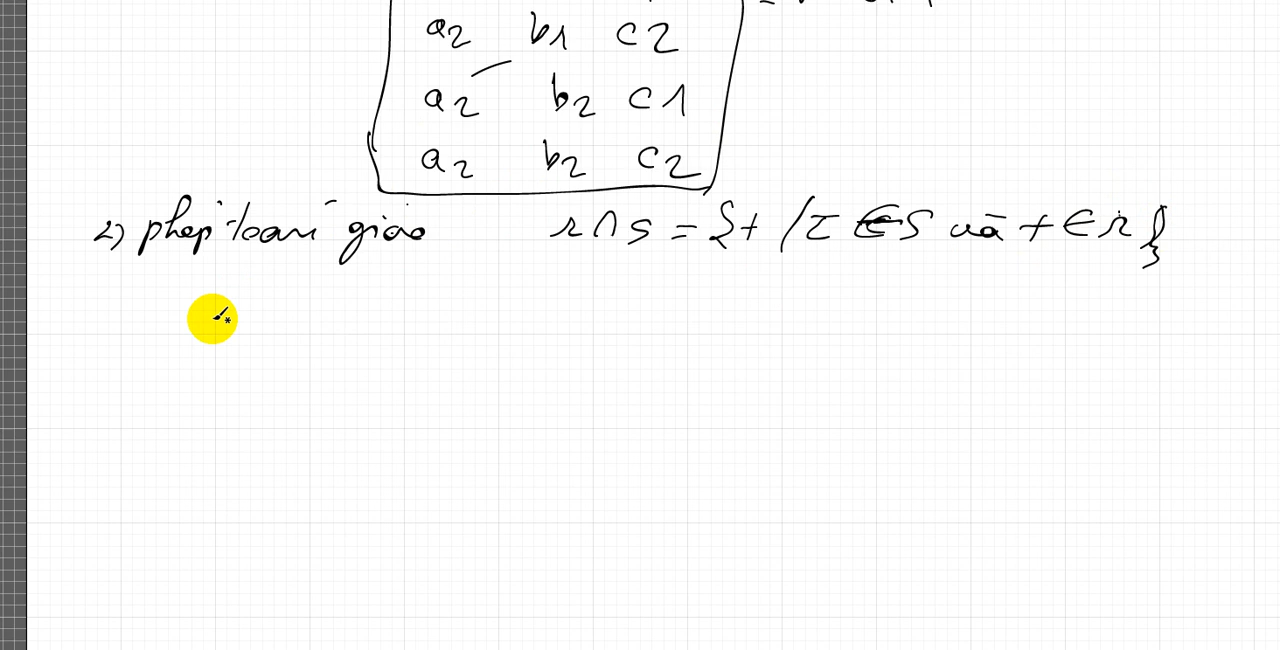 a2 b1 c2
a2 b2 c1
a2 b2 c2
2) phép toán giao r ∩ s = {t / t ∈ s và t ∈ r}